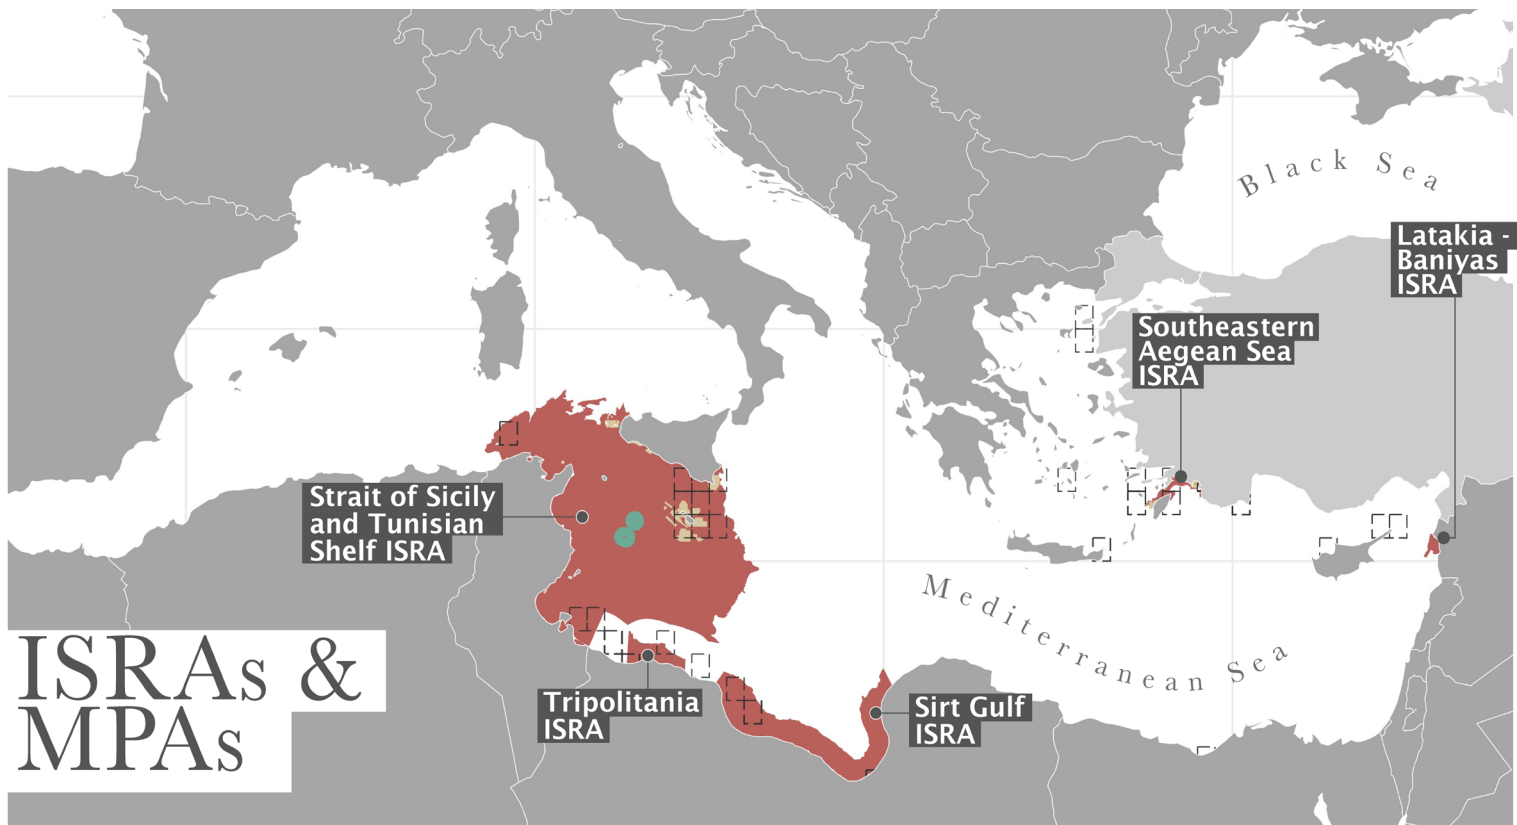 Black Sea
Latakia -
Baniyas
ISRA
Southeastern
Aegean Sea
ISRA
Strait of Sicily
and Tunisian
Shelf ISRA
Mediterranean Sea
ISRAs &
MPAs
Tripolitania
ISRA
Sirt Gulf
ISRA